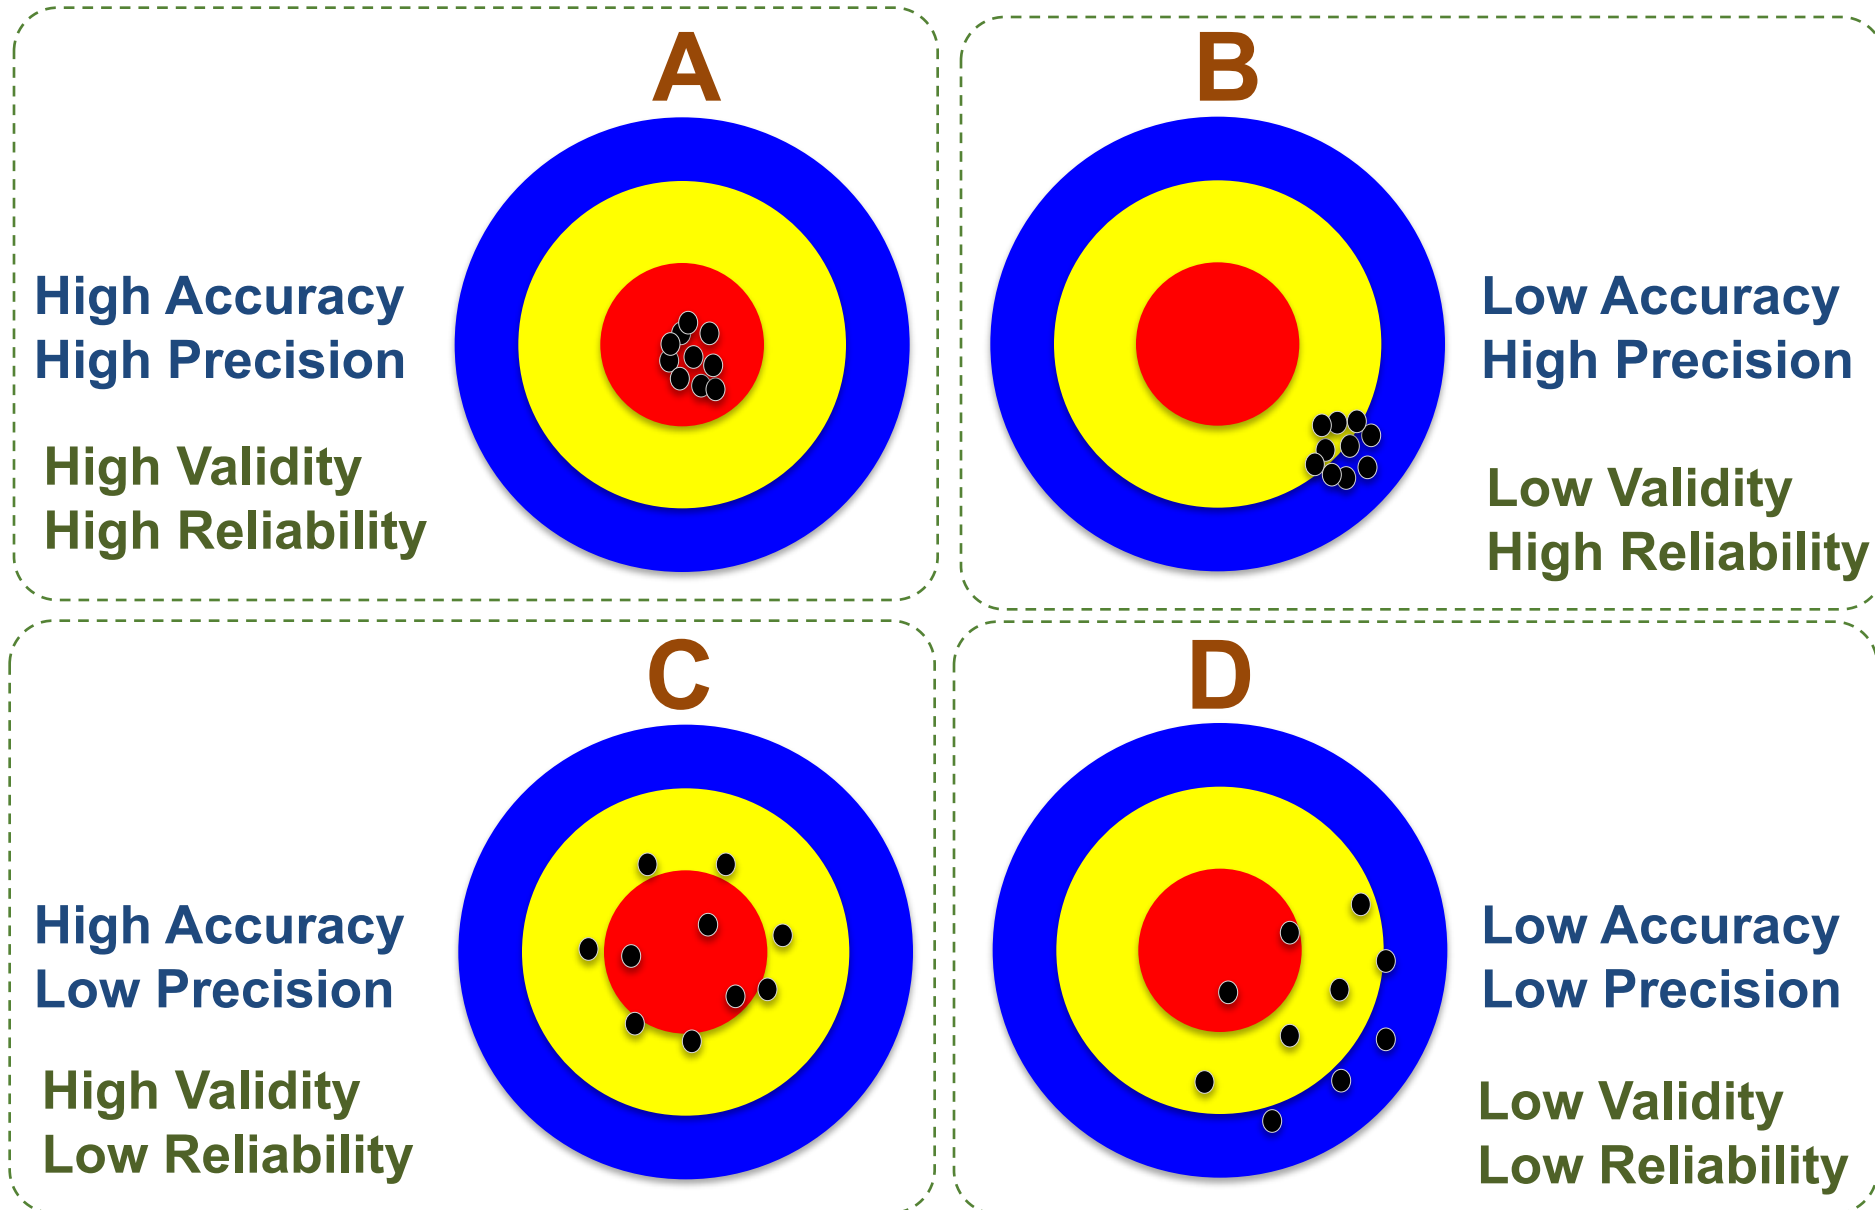 A
High Accuracy
High Precision
High Validity
High Reliability
B
Low Accuracy
High Precision
Low Validity
High Reliability
C
High Accuracy
Low Precision
High Validity
Low Reliability
D
Low Accuracy
Low Precision
Low Validity
Low Reliability